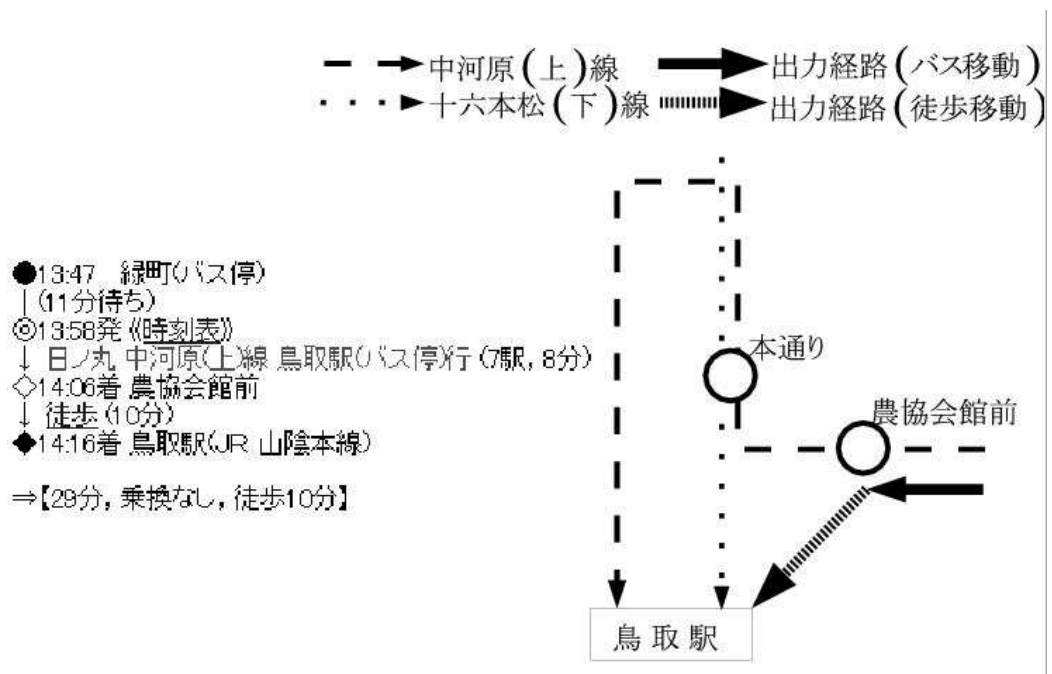 中河原(上)線
出力経路(バス移動)
十六本松(下)線
出力経路(徒歩移動)
●13:47 緑町(バス停)
|(11分待ち)
◎13:58発 《時刻表》
↓ 日ノ丸 中河原(上)線 鳥取駅(バス停)行 (7駅, 8分)
◇14:06着 農協会館前
↓ 徒歩 (10分)
◆14:16着 鳥取駅(JR 山陰本線)
⇒【29分, 乗換なし, 徒歩10分】
本通り
農協会館前
鳥取駅